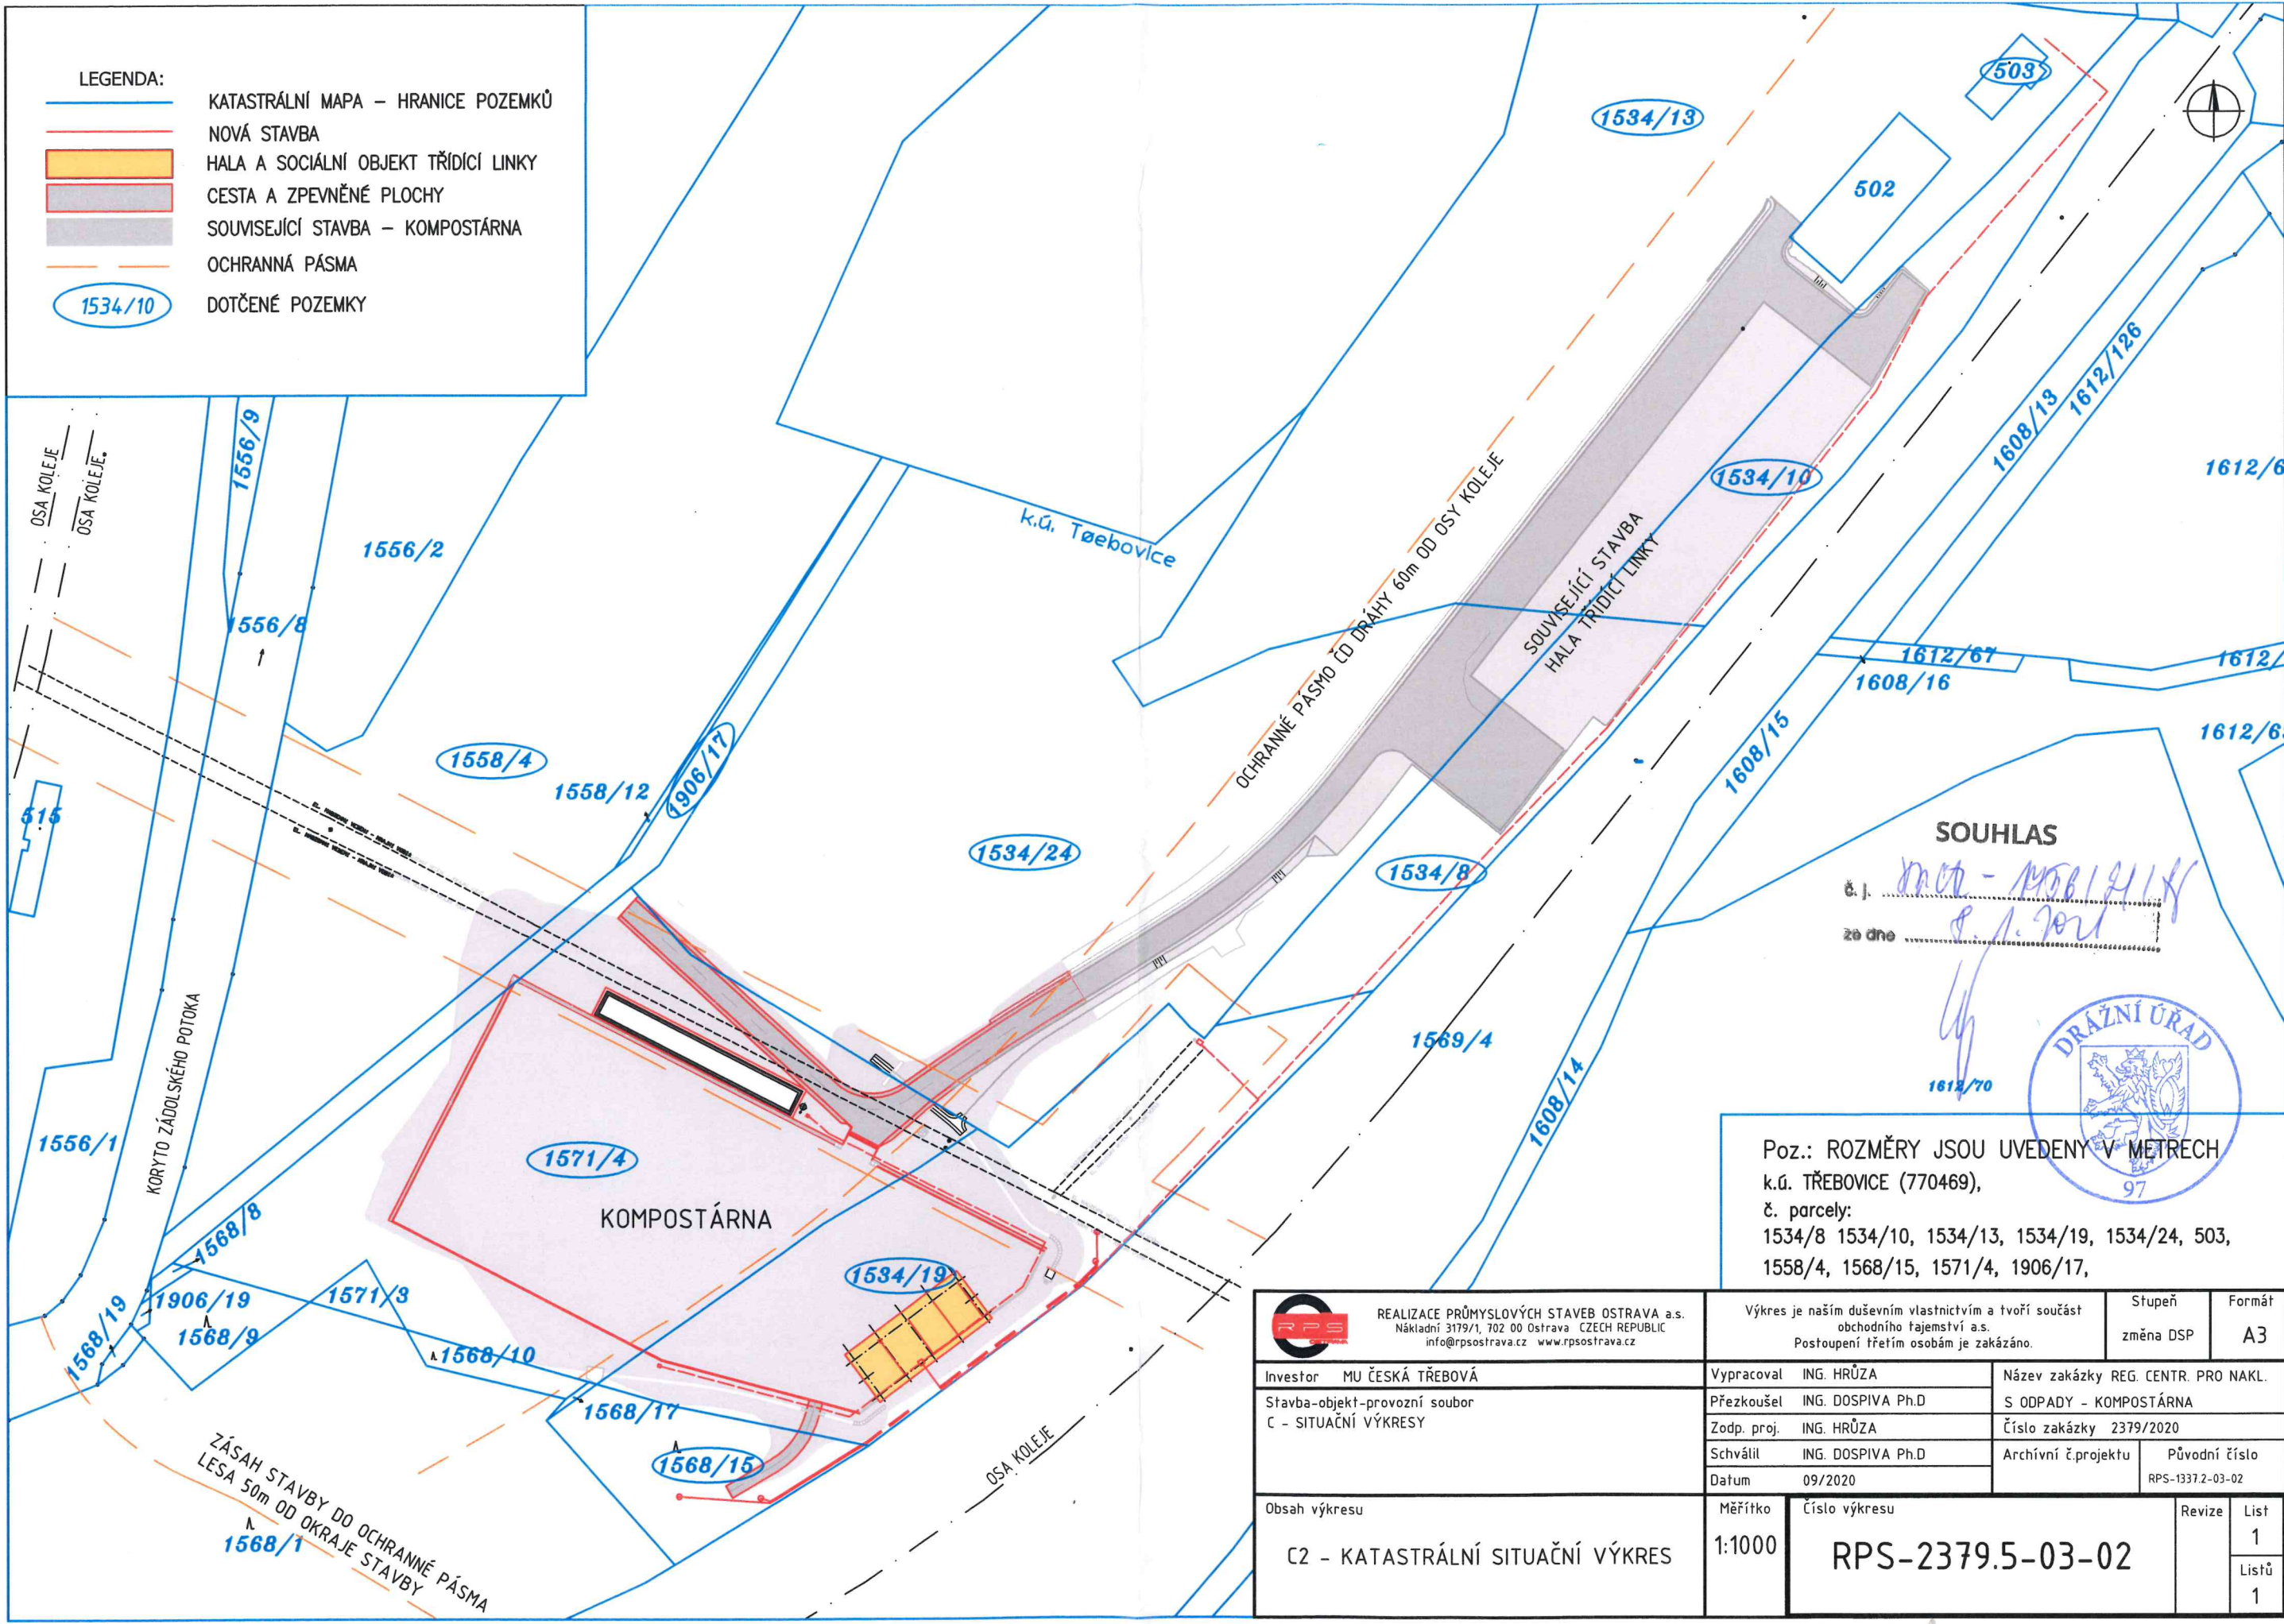 LEGENDA:
KATASTRÁLNÍ MAPA – HRANICE POZEMKŮ
NOVÁ STAVBA
HALA A SOCIÁLNÍ OBJEKT TŘÍDÍCÍ LINKY
CESTA A ZPEVNĚNÉ PLOCHY
SOUVISEJÍCÍ STAVBA – KOMPOSTÁRNA
OCHRANNÁ PÁSMA
1534/10
DOTČENÉ POZEMKY
503
1534/13
502
1612/126
1608/13
1556/9
OSA KOLEJE
OSA KOLEJE
1612/6
1534/10
1556/2
k.ú. Tøebovice
OCHRANNÉ PÁSMO ČD DRÁHY 60m OD OSY KOLEJE
SOUVISEJÍCÍ STAVBA
HALA TŘÍDÍCÍ LINKY
1556/8
1612/67
1612/
1608/16
1612/6
1608/15
1558/4
1558/12
1906/17
515
1534/24
1534/8
SOUHLAS
č. j.
ze dne 8. 1. 2021
KORYTO ZÁDOLSKÉHO POTOKA
1569/4
1608/14
1612/70
DRÁŽNÍ ÚŘAD
97
1556/1
1571/4
KOMPOSTÁRNA
1534/19
1568/8
1571/3
1906/19
1568/9
1568/19
1568/10
1568/17
1568/15
OSA KOLEJE
ZÁSAH STAVBY DO OCHRANNÉ PÁSMA
LESA 50m OD OKRAJE STAVBY
1568/1
Poz.: ROZMĚRY JSOU UVEDENY V METRECH
k.ú. TŘEBOVICE (770469),
č. parcely:
1534/8 1534/10, 1534/13, 1534/19, 1534/24, 503,
1558/4, 1568/15, 1571/4, 1906/17,
RPS
REALIZACE PRŮMYSLOVÝCH STAVEB OSTRAVA a.s.
Nákladní 3179/1, 702 00 Ostrava CZECH REPUBLIC
info@rpsostrava.cz www.rpsostrava.cz
Výkres je naším duševním vlastnictvím a tvoří součást
obchodního tajemství a.s.
Postoupení třetím osobám je zakázáno.
Stupeň
změna DSP
Formát
A3
Investor MU ČESKÁ TŘEBOVÁ
Stavba-objekt-provozní soubor
C - SITUAČNÍ VÝKRESY
Vypracoval ING. HRŮZA
Přezkoušel ING. DOSPIVA Ph.D
Zodp. proj. ING. HRŮZA
Schválil ING. DOSPIVA Ph.D
Datum 09/2020
Název zakázky REG. CENTR. PRO NAKL.
S ODPADY - KOMPOSTÁRNA
Číslo zakázky 2379/2020
Archívní č.projektu
Původní číslo
RPS-1337.2-03-02
Obsah výkresu
C2 - KATASTRÁLNÍ SITUAČNÍ VÝKRES
Měřítko
1:1000
Číslo výkresu
RPS-2379.5-03-02
Revize
List
1
Listů
1